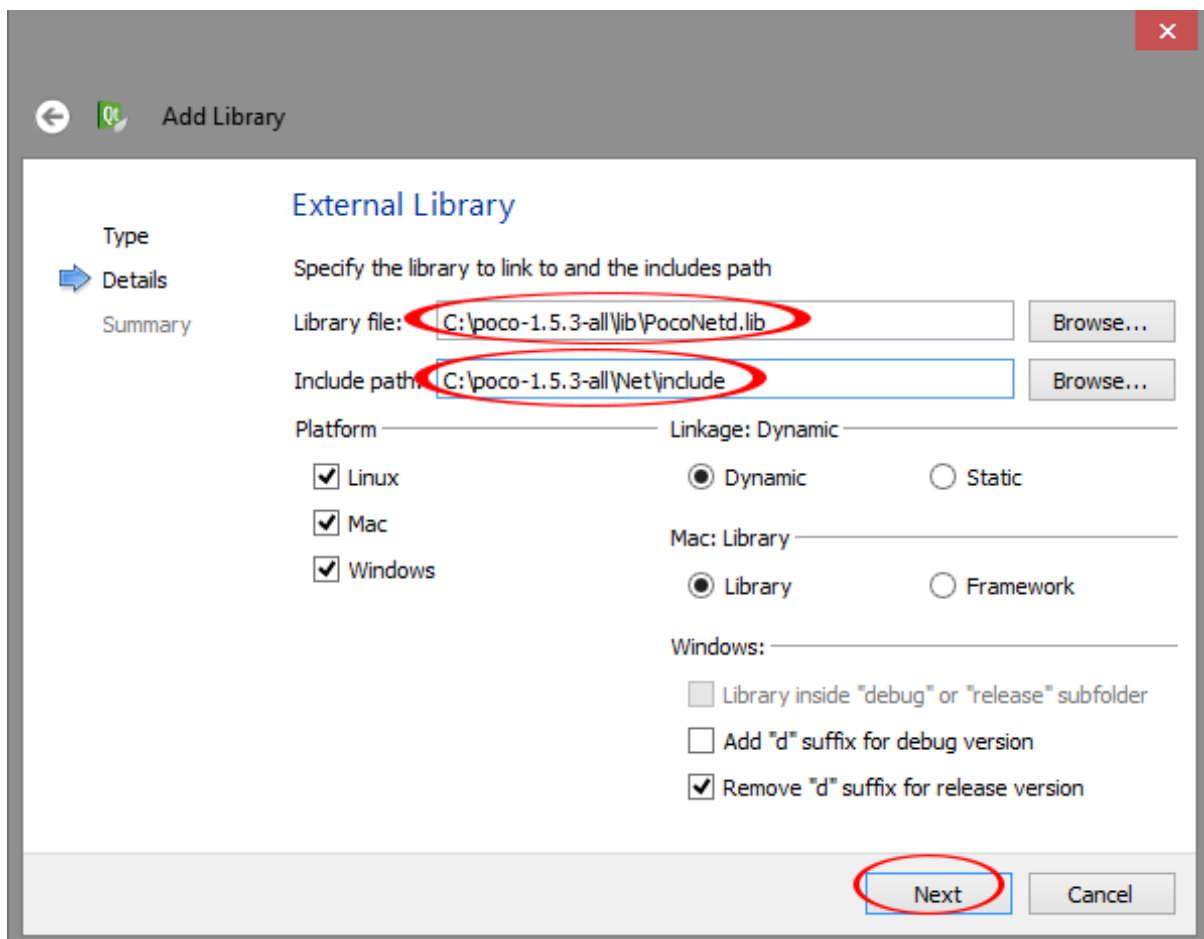 Qt
Add Library
External Library
Type
Details
Summary
Specify the library to link to and the includes path
Library file: C:\poco-1.5.3-all\lib\PocoNetd.lib Browse...
Include path: C:\poco-1.5.3-all\Net\include Browse...
Platform
Linux
Mac
Windows
Linkage: Dynamic
Dynamic Static
Mac: Library
Library Framework
Windows:
Library inside "debug" or "release" subfolder
Add "d" suffix for debug version
Remove "d" suffix for release version
Next Cancel